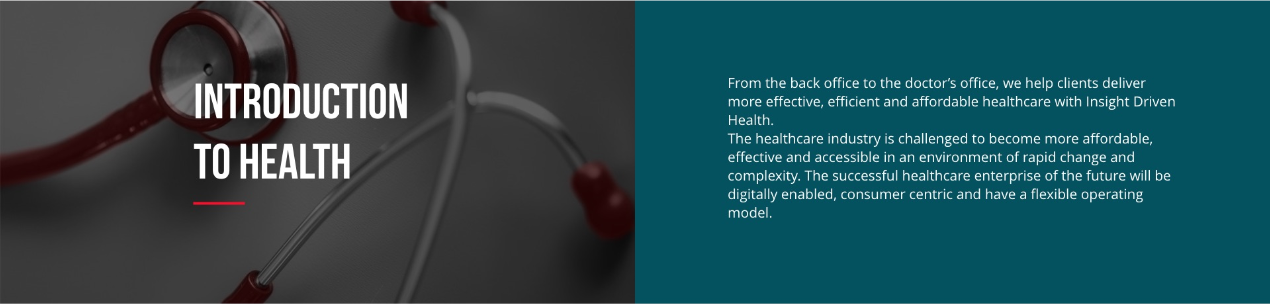 INTRODUCTION
TO HEALTH
From the back office to the doctor’s office, we help clients deliver
more effective, efficient and affordable healthcare with Insight Driven
Health.
The healthcare industry is challenged to become more affordable,
effective and accessible in an environment of rapid change and
complexity. The successful healthcare enterprise of the future will be
digitally enabled, consumer centric and have a flexible operating
model.